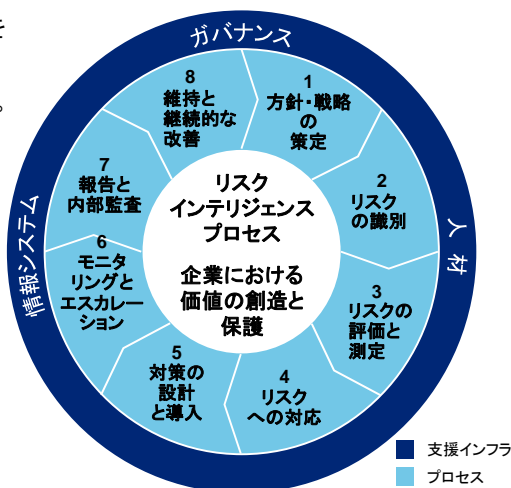 を
。
ガバナンス
人材
情報システム
1
方針・戦略
の
策定
2
リスク
の識別
3
リスクの
評価と
測定
4
リスク
への対応
5
対策の
設計
と導入
6
モニタ
リングと
エスカレー
ション
7
報告と
内部監査
8
維持と
継続的な
改善
リスク
インテリジェンス
プロセス
企業における
価値の創造と
保護
支援インフラ
プロセス